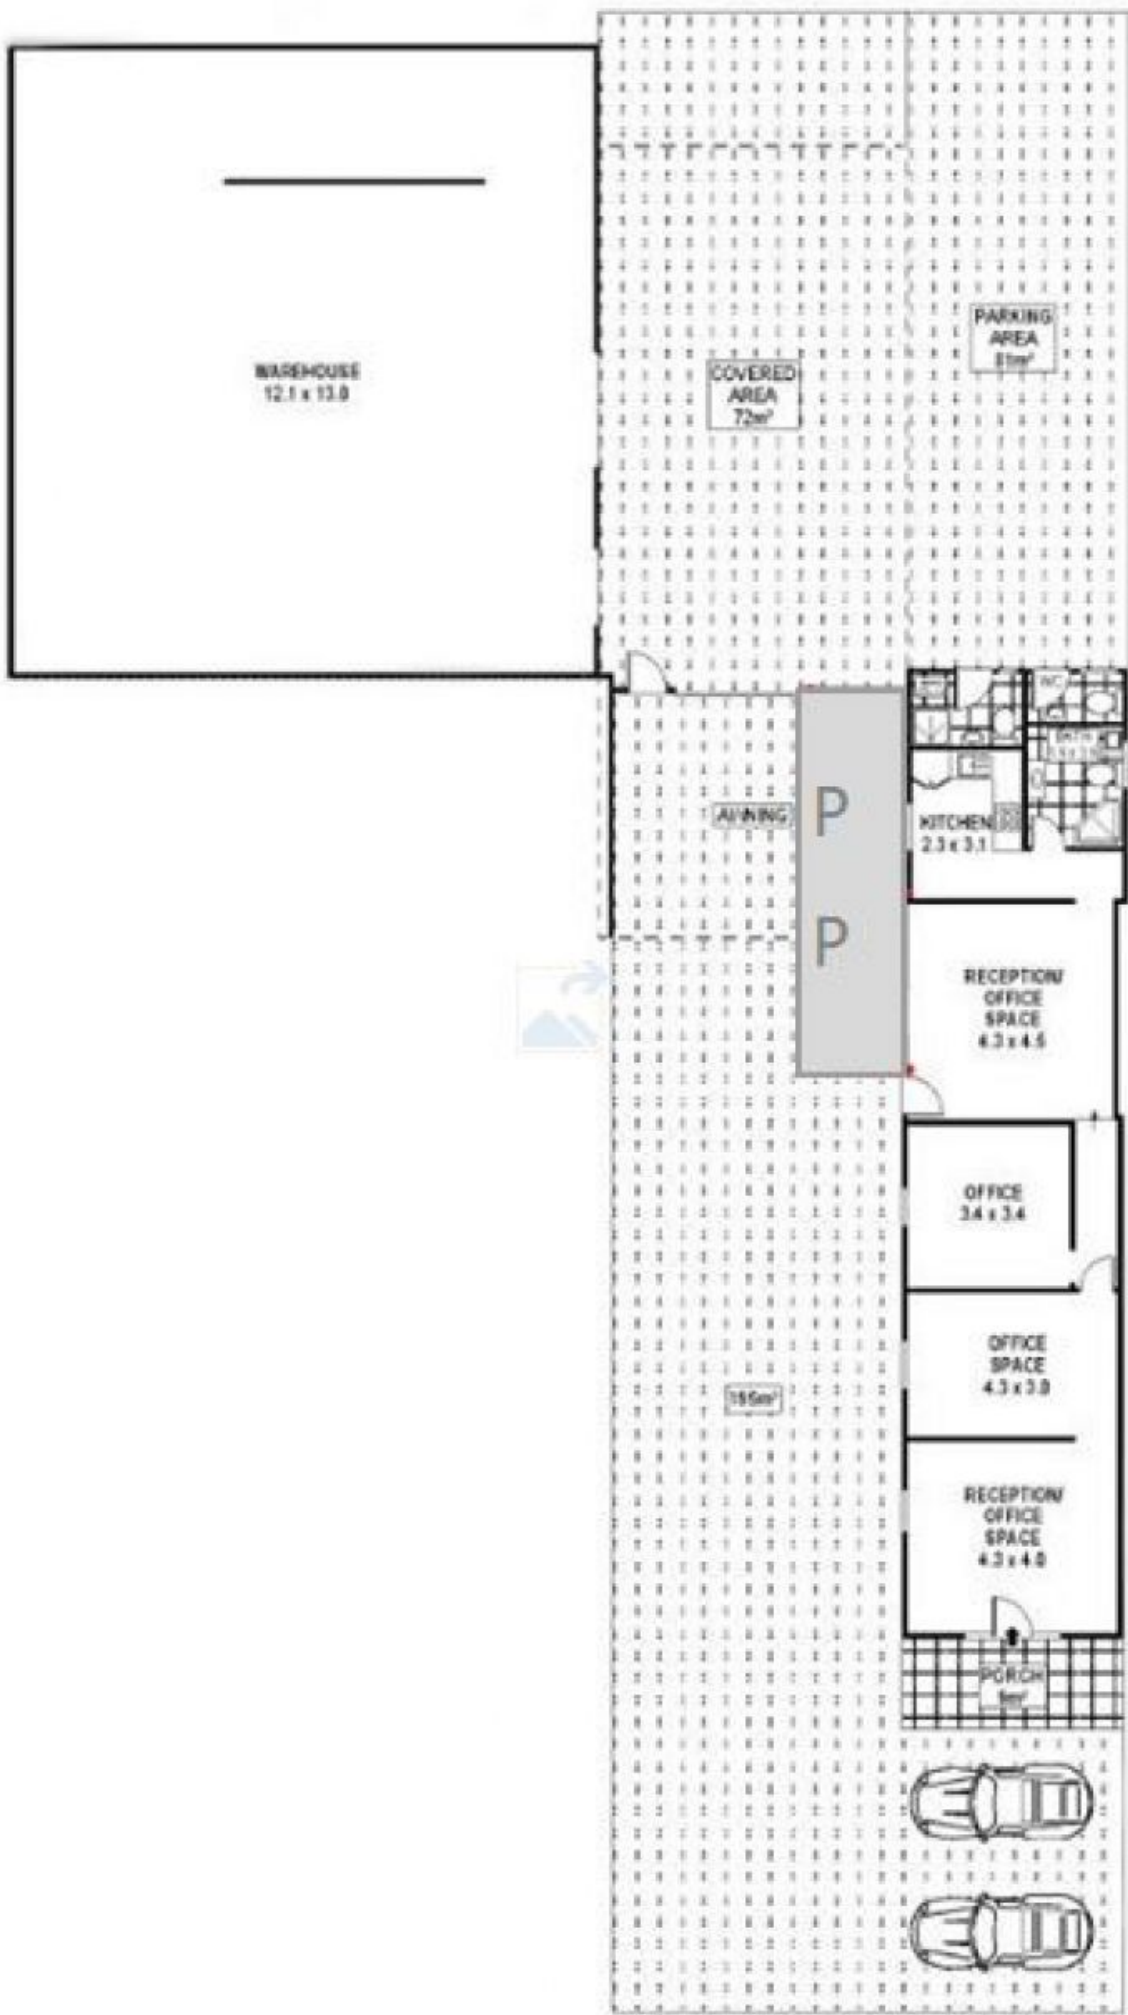 WAREHOUSE
12.1 x 13.0
COVERED
AREA
72m²
PARKING
AREA
81m²
WC
BATH
AWNING
P
P
KITCHEN
2.3 x 3.1
RECEPTION/
OFFICE
SPACE
4.3 x 4.5
OFFICE
3.4 x 3.4
OFFICE
SPACE
4.3 x 3.0
195m²
RECEPTION/
OFFICE
SPACE
4.3 x 4.0
PORCH
9m²